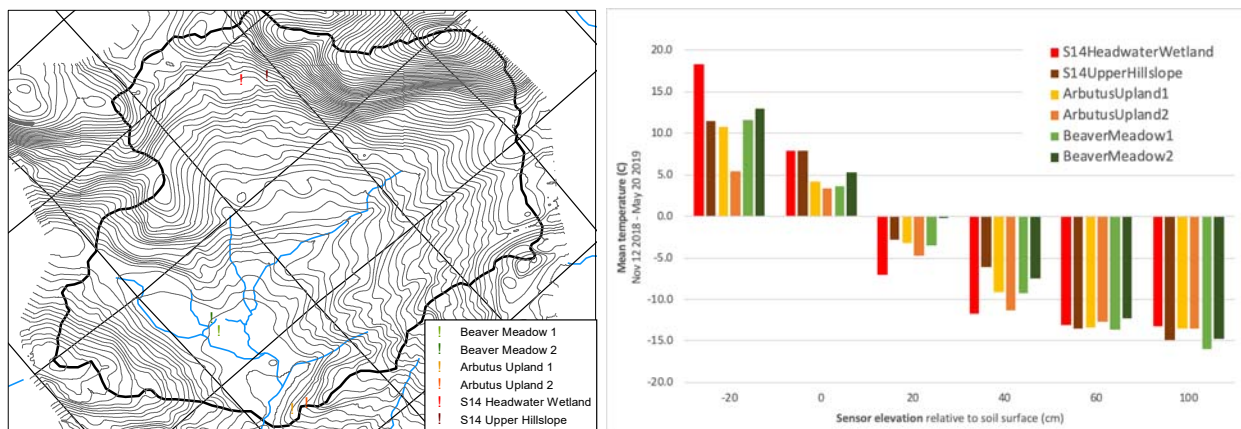 Beaver Meadow 1
Beaver Meadow 2
Arbutus Upland 1
Arbutus Upland 2
S14 Headwater Wetland
S14 Upper Hillslope
20.0
15.0
10.0
5.0
0.0
-5.0
-10.0
-15.0
-20.0
Mean temperature (C)
Nov 12 2018 - May 20 2019
S14HeadwaterWetland
S14UpperHillslope
ArbutusUpland1
ArbutusUpland2
BeaverMeadow1
BeaverMeadow2
-20 0 20 40 60 100
Sensor elevation relative to soil surface (cm)